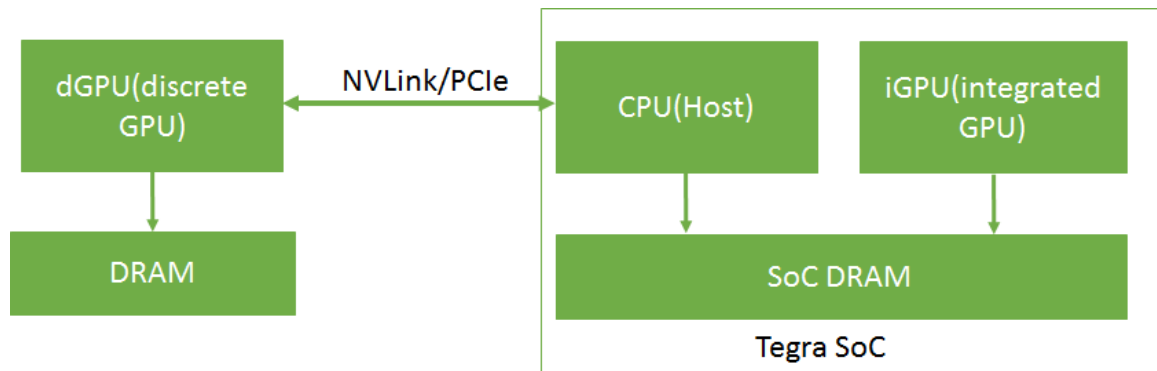 dGPU(discrete
GPU)
NVLink/PCIe
CPU(Host)
iGPU(integrated
GPU)
DRAM
SoC DRAM
Tegra SoC